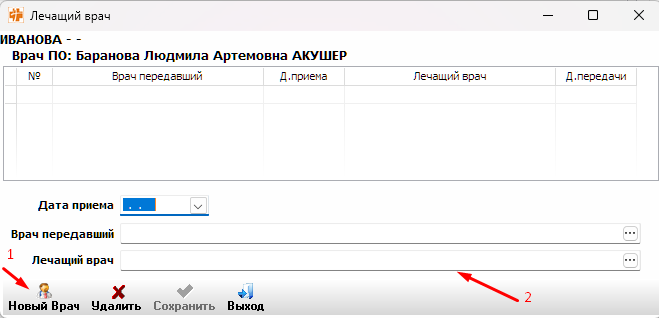 Лечащий врач
ИВАНОВА - -
Врач ПО: Баранова Людмила Артемовна АКУШЕР
№ Врач передавший Д.приема Лечащий врач Д.передачи
Дата приема . .
Врач передавший ...
1
Лечащий врач ...
2
Новый Врач Удалить Сохранить Выход